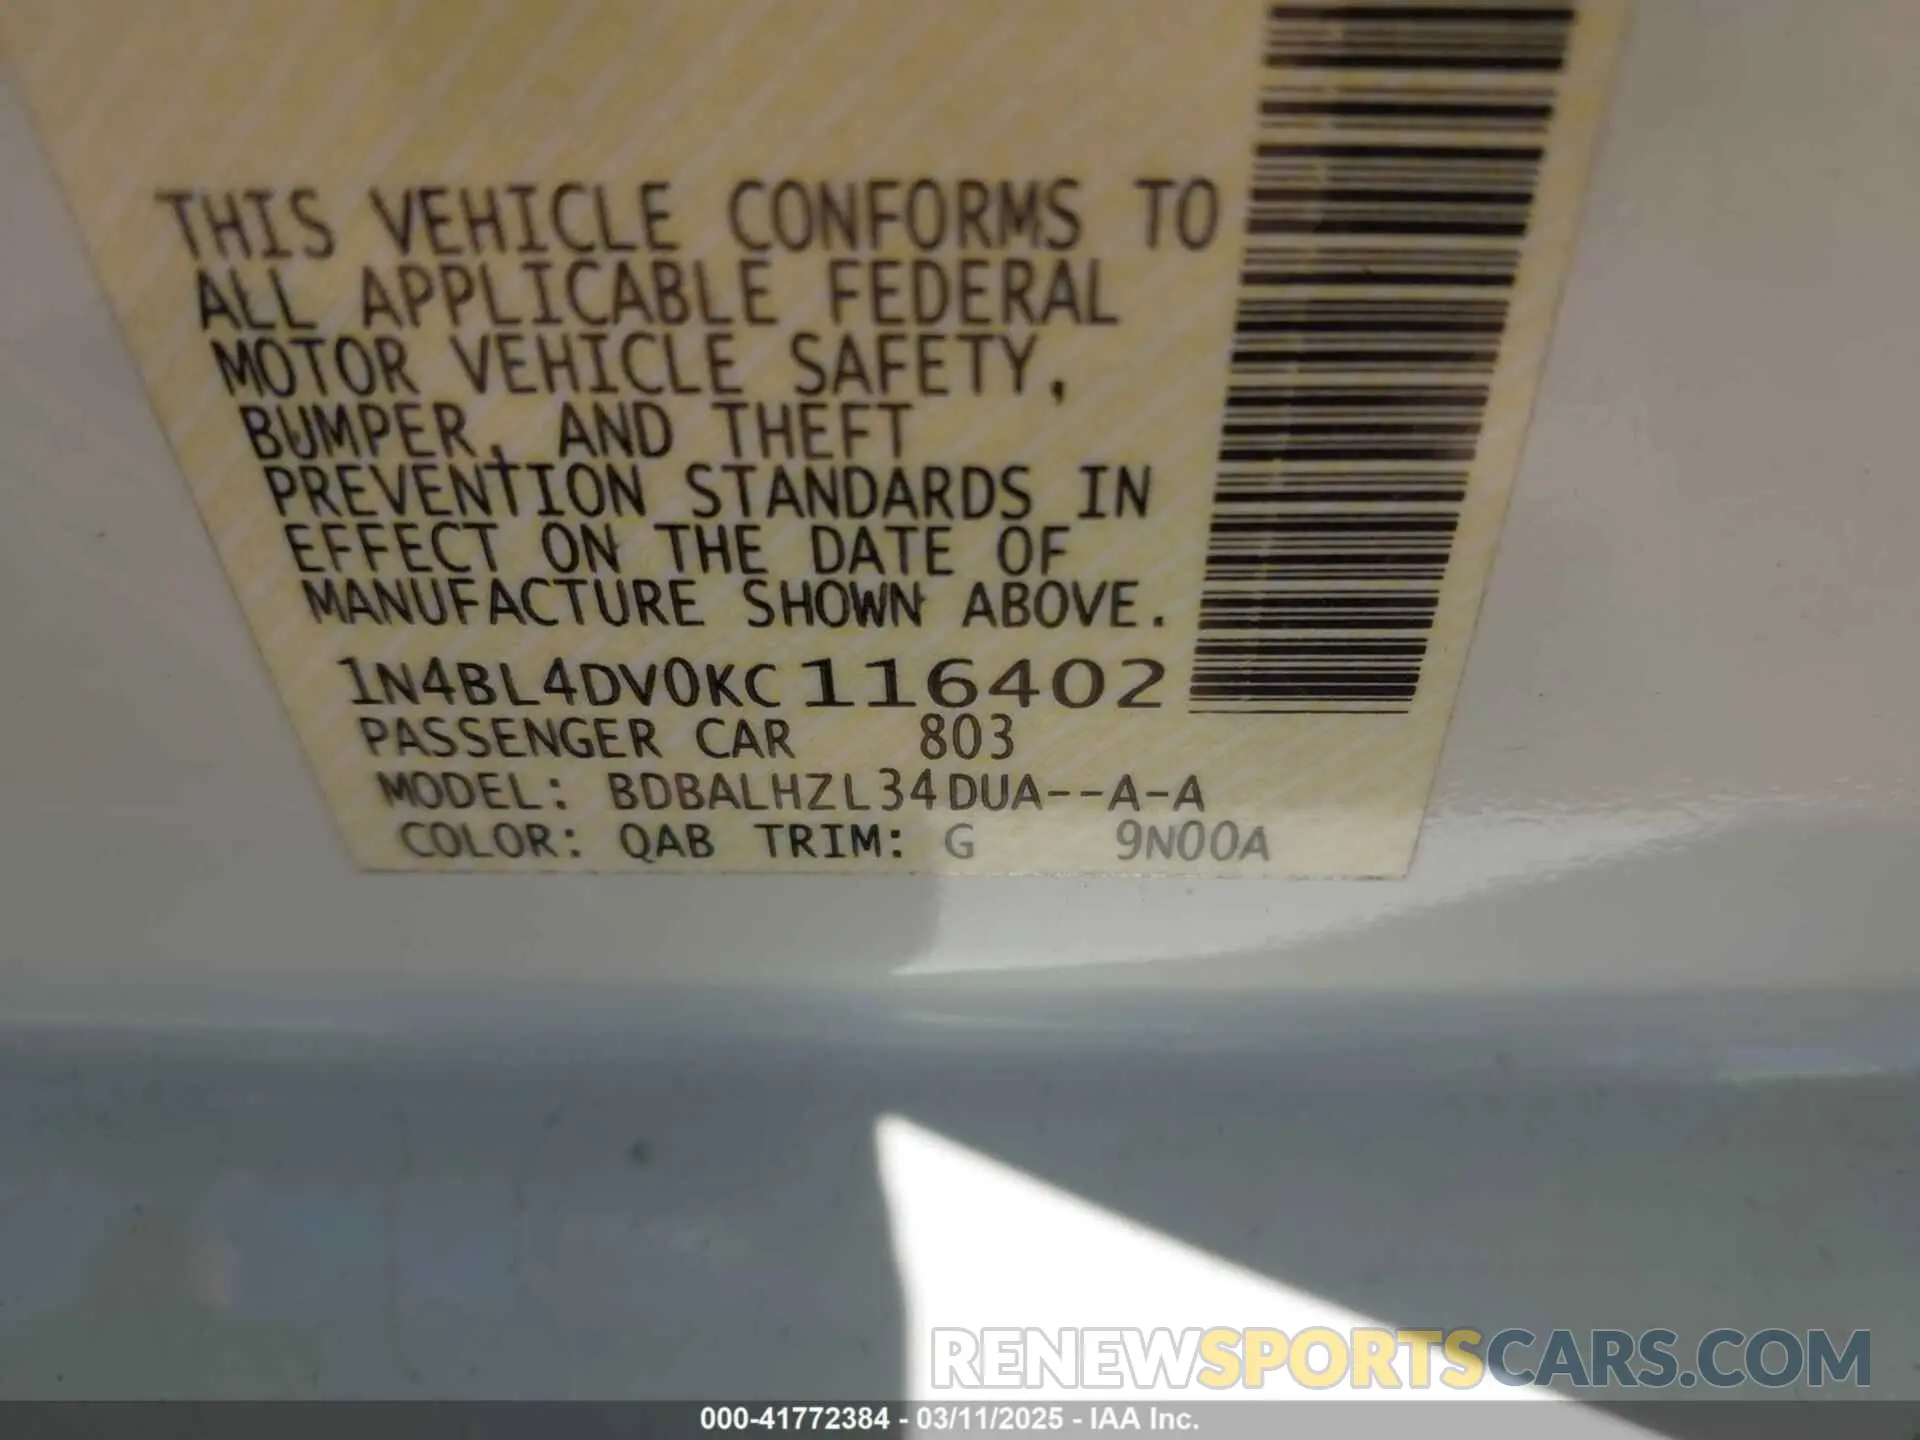 THIS VEHICLE CONFORMS TO
ALL APPLICABLE FEDERAL
MOTOR VEHICLE SAFETY,
BUMPER, AND THEFT
PREVENTION STANDARDS IN
EFFECT ON THE DATE OF
MANUFACTURE SHOWN ABOVE.
1N4BL4DV0KC116402
PASSENGER CAR 803
MODEL: BDBALHZL34DUA--A-A
COLOR: QAB TRIM: G 9N00A
RENEWSPORTSCARS.COM
000-41772384 - 03/11/2025 - IAA Inc.